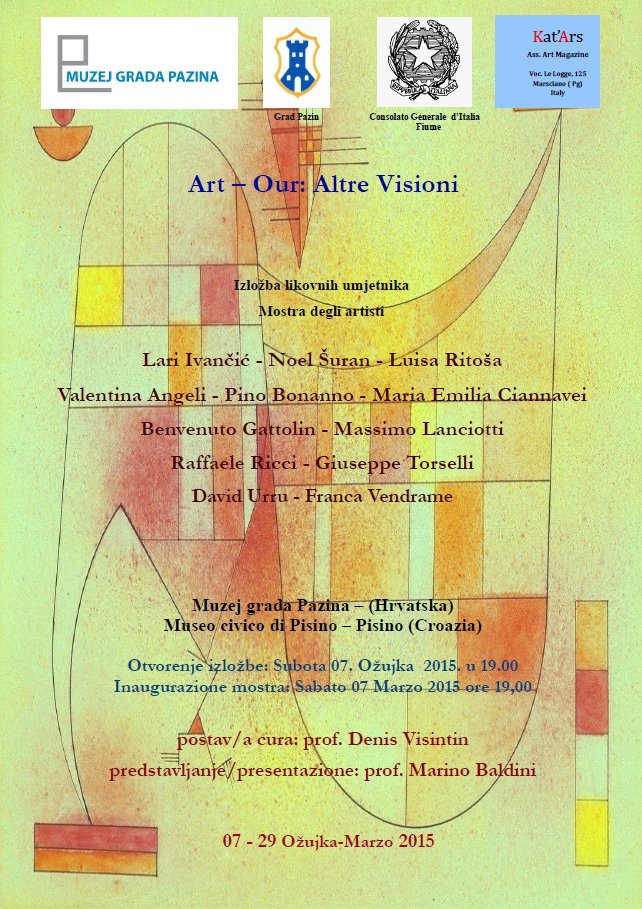 MUZEJ GRADA PAZINA
Grad Pazin
REPVBBLICA ITALIANA
Consolato Generale d'Italia
Fiume
Kat'Ars
Ass. Art Magazine
Voc. Le Logge, 125
Marsciano ( Pg)
Italy
Art – Our: Altre Visioni
Izložba likovnih umjetnika
Mostra degli artisti
Lari Ivančić - Noel Šuran - Luisa Ritoša
Valentina Angeli - Pino Bonanno - Maria Emilia Ciannavei
Benvenuto Gattolin - Massimo Lanciotti
Raffaele Ricci - Giuseppe Torselli
David Urru - Franca Vendrame
Muzej grada Pazina – (Hrvatska)
Museo civico di Pisino – Pisino (Croazia)
Otvorenje izložbe: Subota 07. Ožujka 2015. u 19.00
Inaugurazione mostra: Sabato 07 Marzo 2015 ore 19,00
postav/a cura: prof. Denis Visintin
predstavljanje/presentazione: prof. Marino Baldini
07 - 29 Ožujka-Marzo 2015